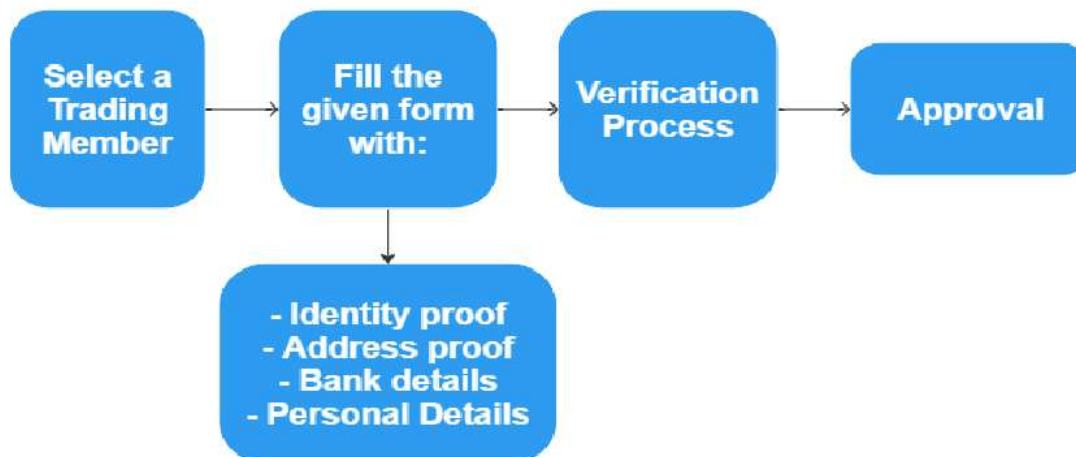 Select a
Trading
Member
Fill the
given form
with:
Verification
Process
Approval
- Identity proof
- Address proof
- Bank details
- Personal Details